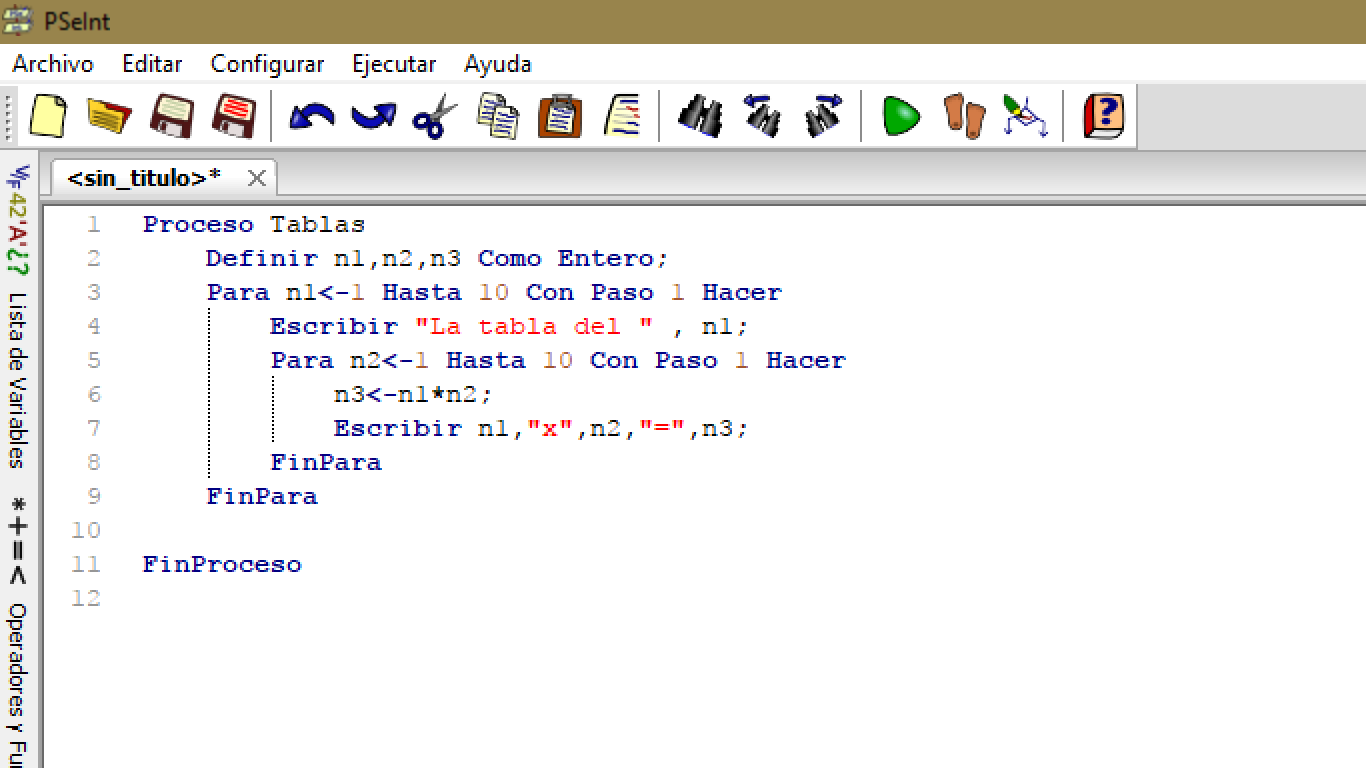 PSeInt
Archivo Editar Configurar Ejecutar Ayuda
<sin_titulo>*
1 Proceso Tablas
2 Definir n1,n2,n3 Como Entero;
3 Para n1<-1 Hasta 10 Con Paso 1 Hacer
4 Escribir "La tabla del " , n1;
5 Para n2<-1 Hasta 10 Con Paso 1 Hacer
6 n3<-n1*n2;
7 Escribir n1,"x",n2,"=",n3;
8 FinPara
9 FinPara
10
11 FinProceso
12
42'A'¿?
Lista de Variables
*+=<
Operadores y Fu